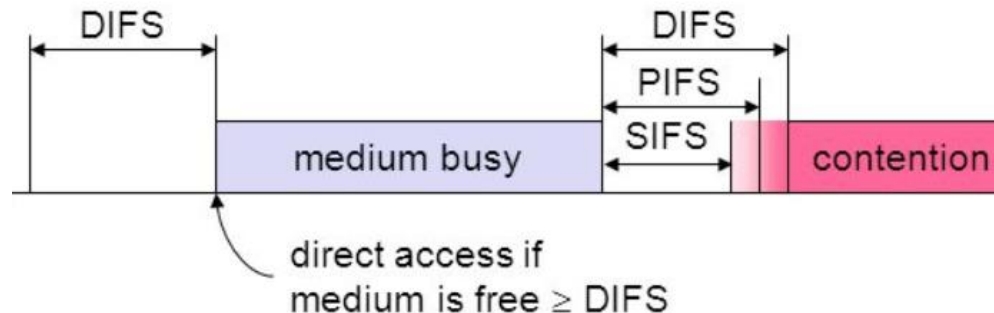 DIFS
DIFS
PIFS
SIFS
medium busy
contention
direct access if
medium is free ≥ DIFS